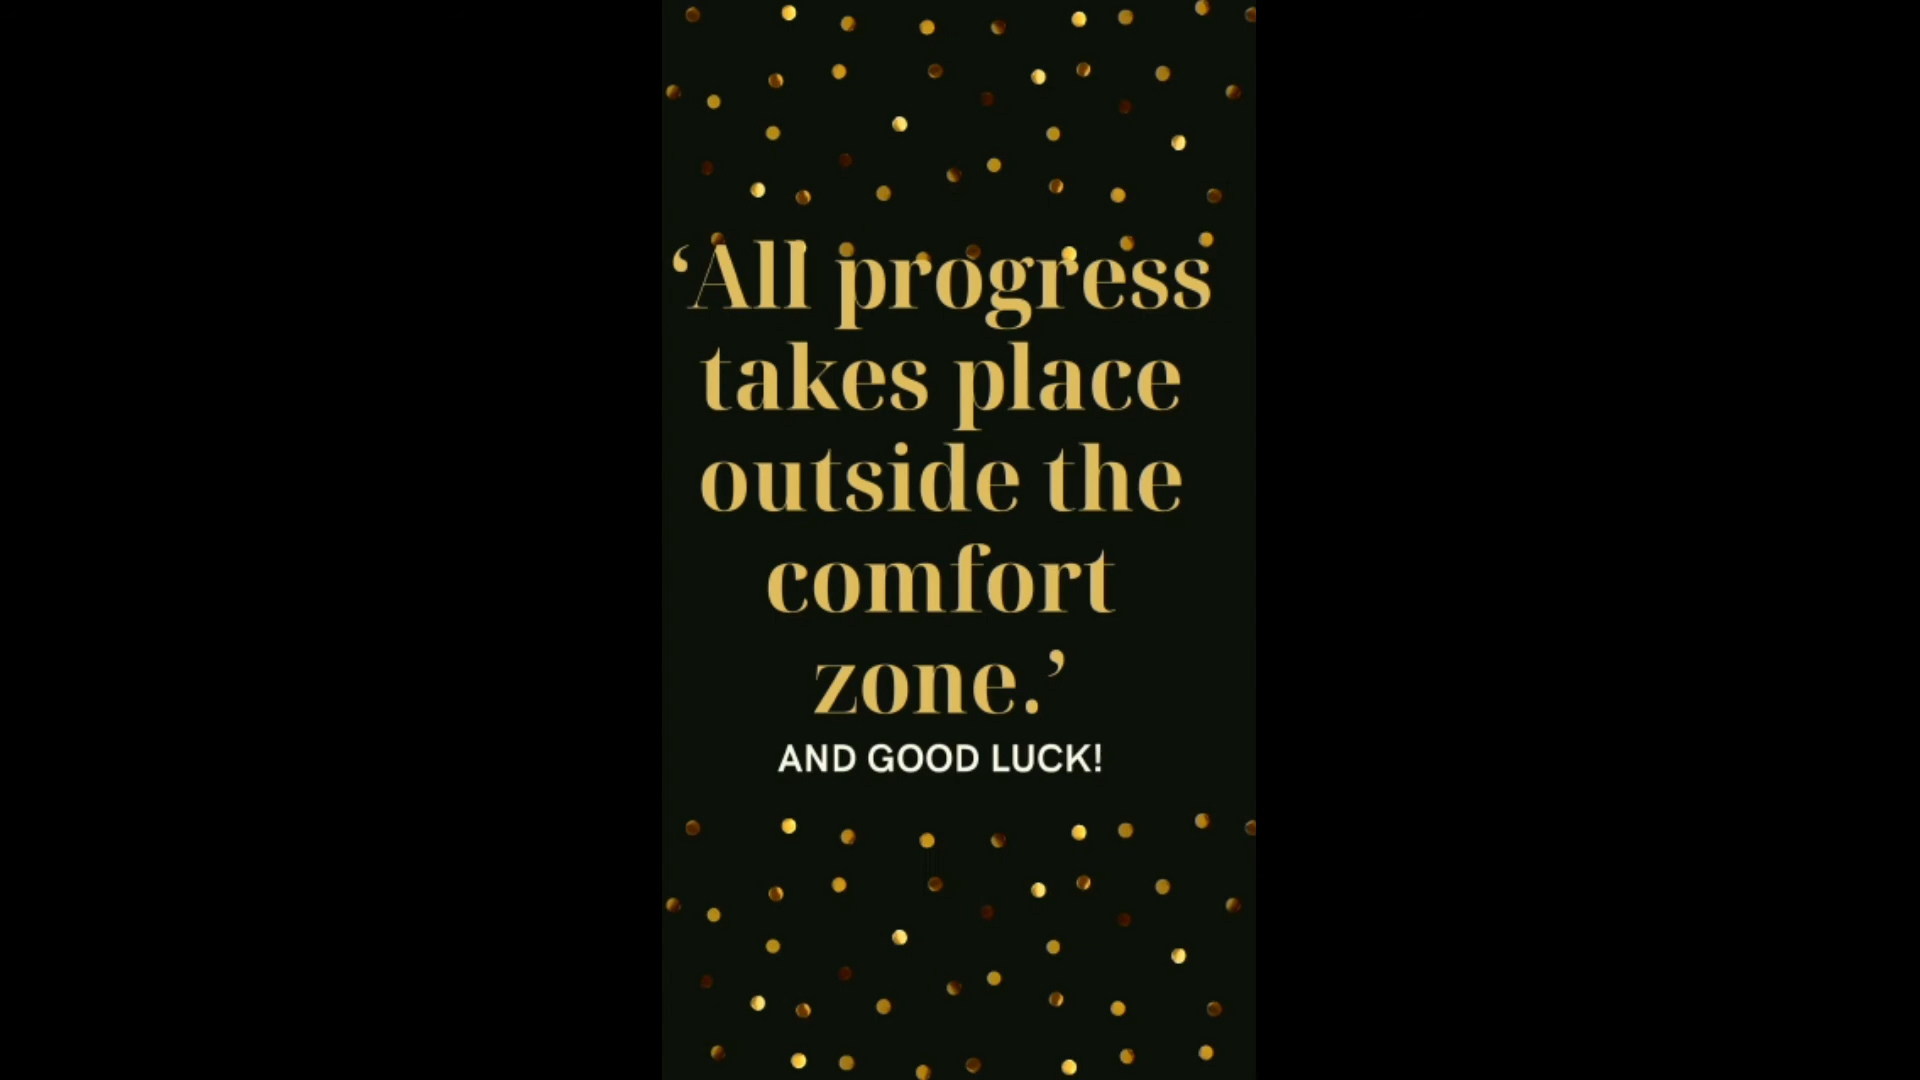 ‘All progress
takes place
outside the
comfort
zone.’
AND GOOD LUCK!